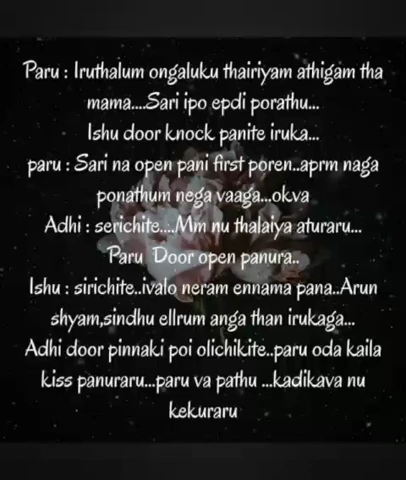 Paru : Iruthalum ongaluku thairiyam athigam tha
mama....Sari ipo epdi porathu...
Ishu door knock panite iruka...
paru : Sari na open pani first poren..aprm naga
ponathum nega vaaga...okva
Adhi : serichite....Mm nu thalaiya aturaru...
Paru Door open panura..
Ishu : sirichite..ivalo neram ennama pana..Arun
shyam,sindhu ellrum anga than irukaga...
Adhi door pinnaki poi olichikite..paru oda kaila
kiss panuraru...paru va pathu ...kadikava nu
kekuraru